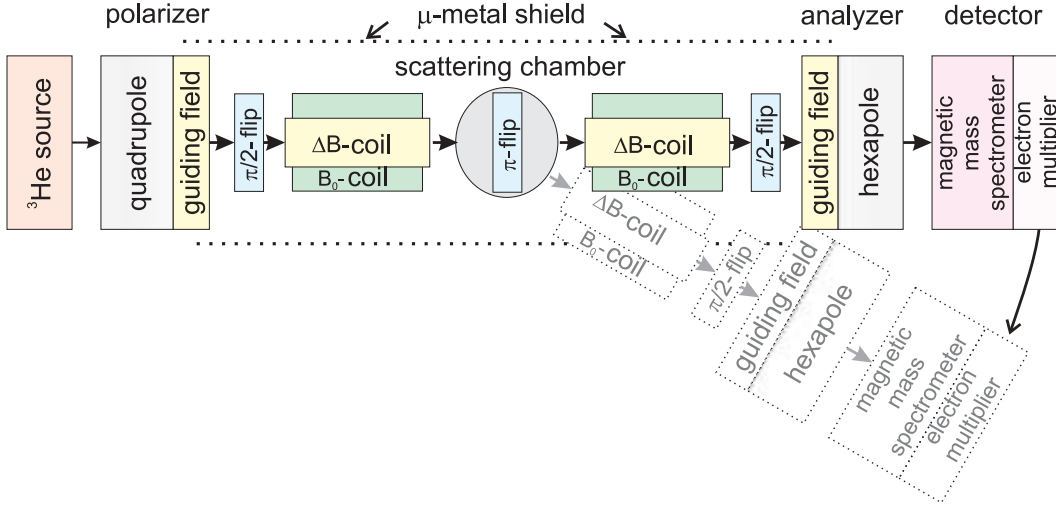 polarizer
μ-metal shield
analyzer
detector
scattering chamber
³He source
quadrupole
guiding field
π/2-flip
ΔB-coil
B₀-coil
π-flip
ΔB-coil
B₀-coil
π/2-flip
guiding field
hexapole
magnetic
mass
spectrometer
electron
multiplier
ΔB-coil
B₀-coil
π/2-flip
guiding field
hexapole
magnetic
mass
spectrometer
electron
multiplier